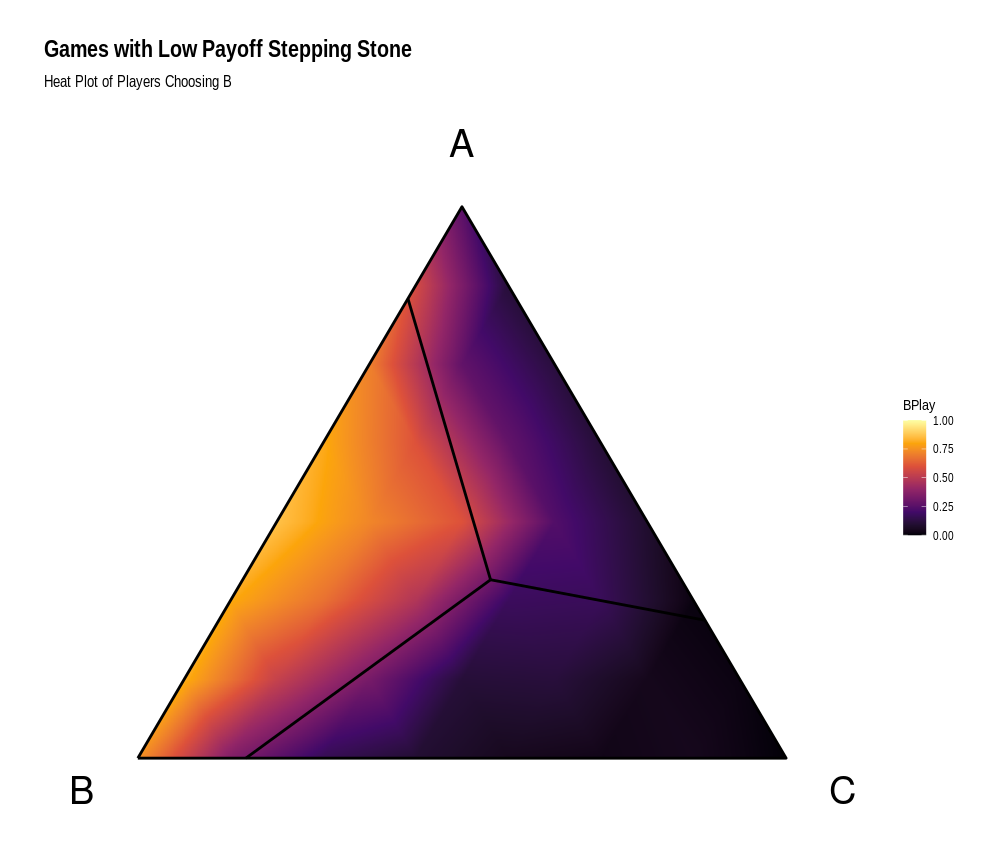 Games with Low Payoff Stepping Stone
Heat Plot of Players Choosing B
A
BPlay
1.00
0.75
0.50
0.25
0.00
B
C